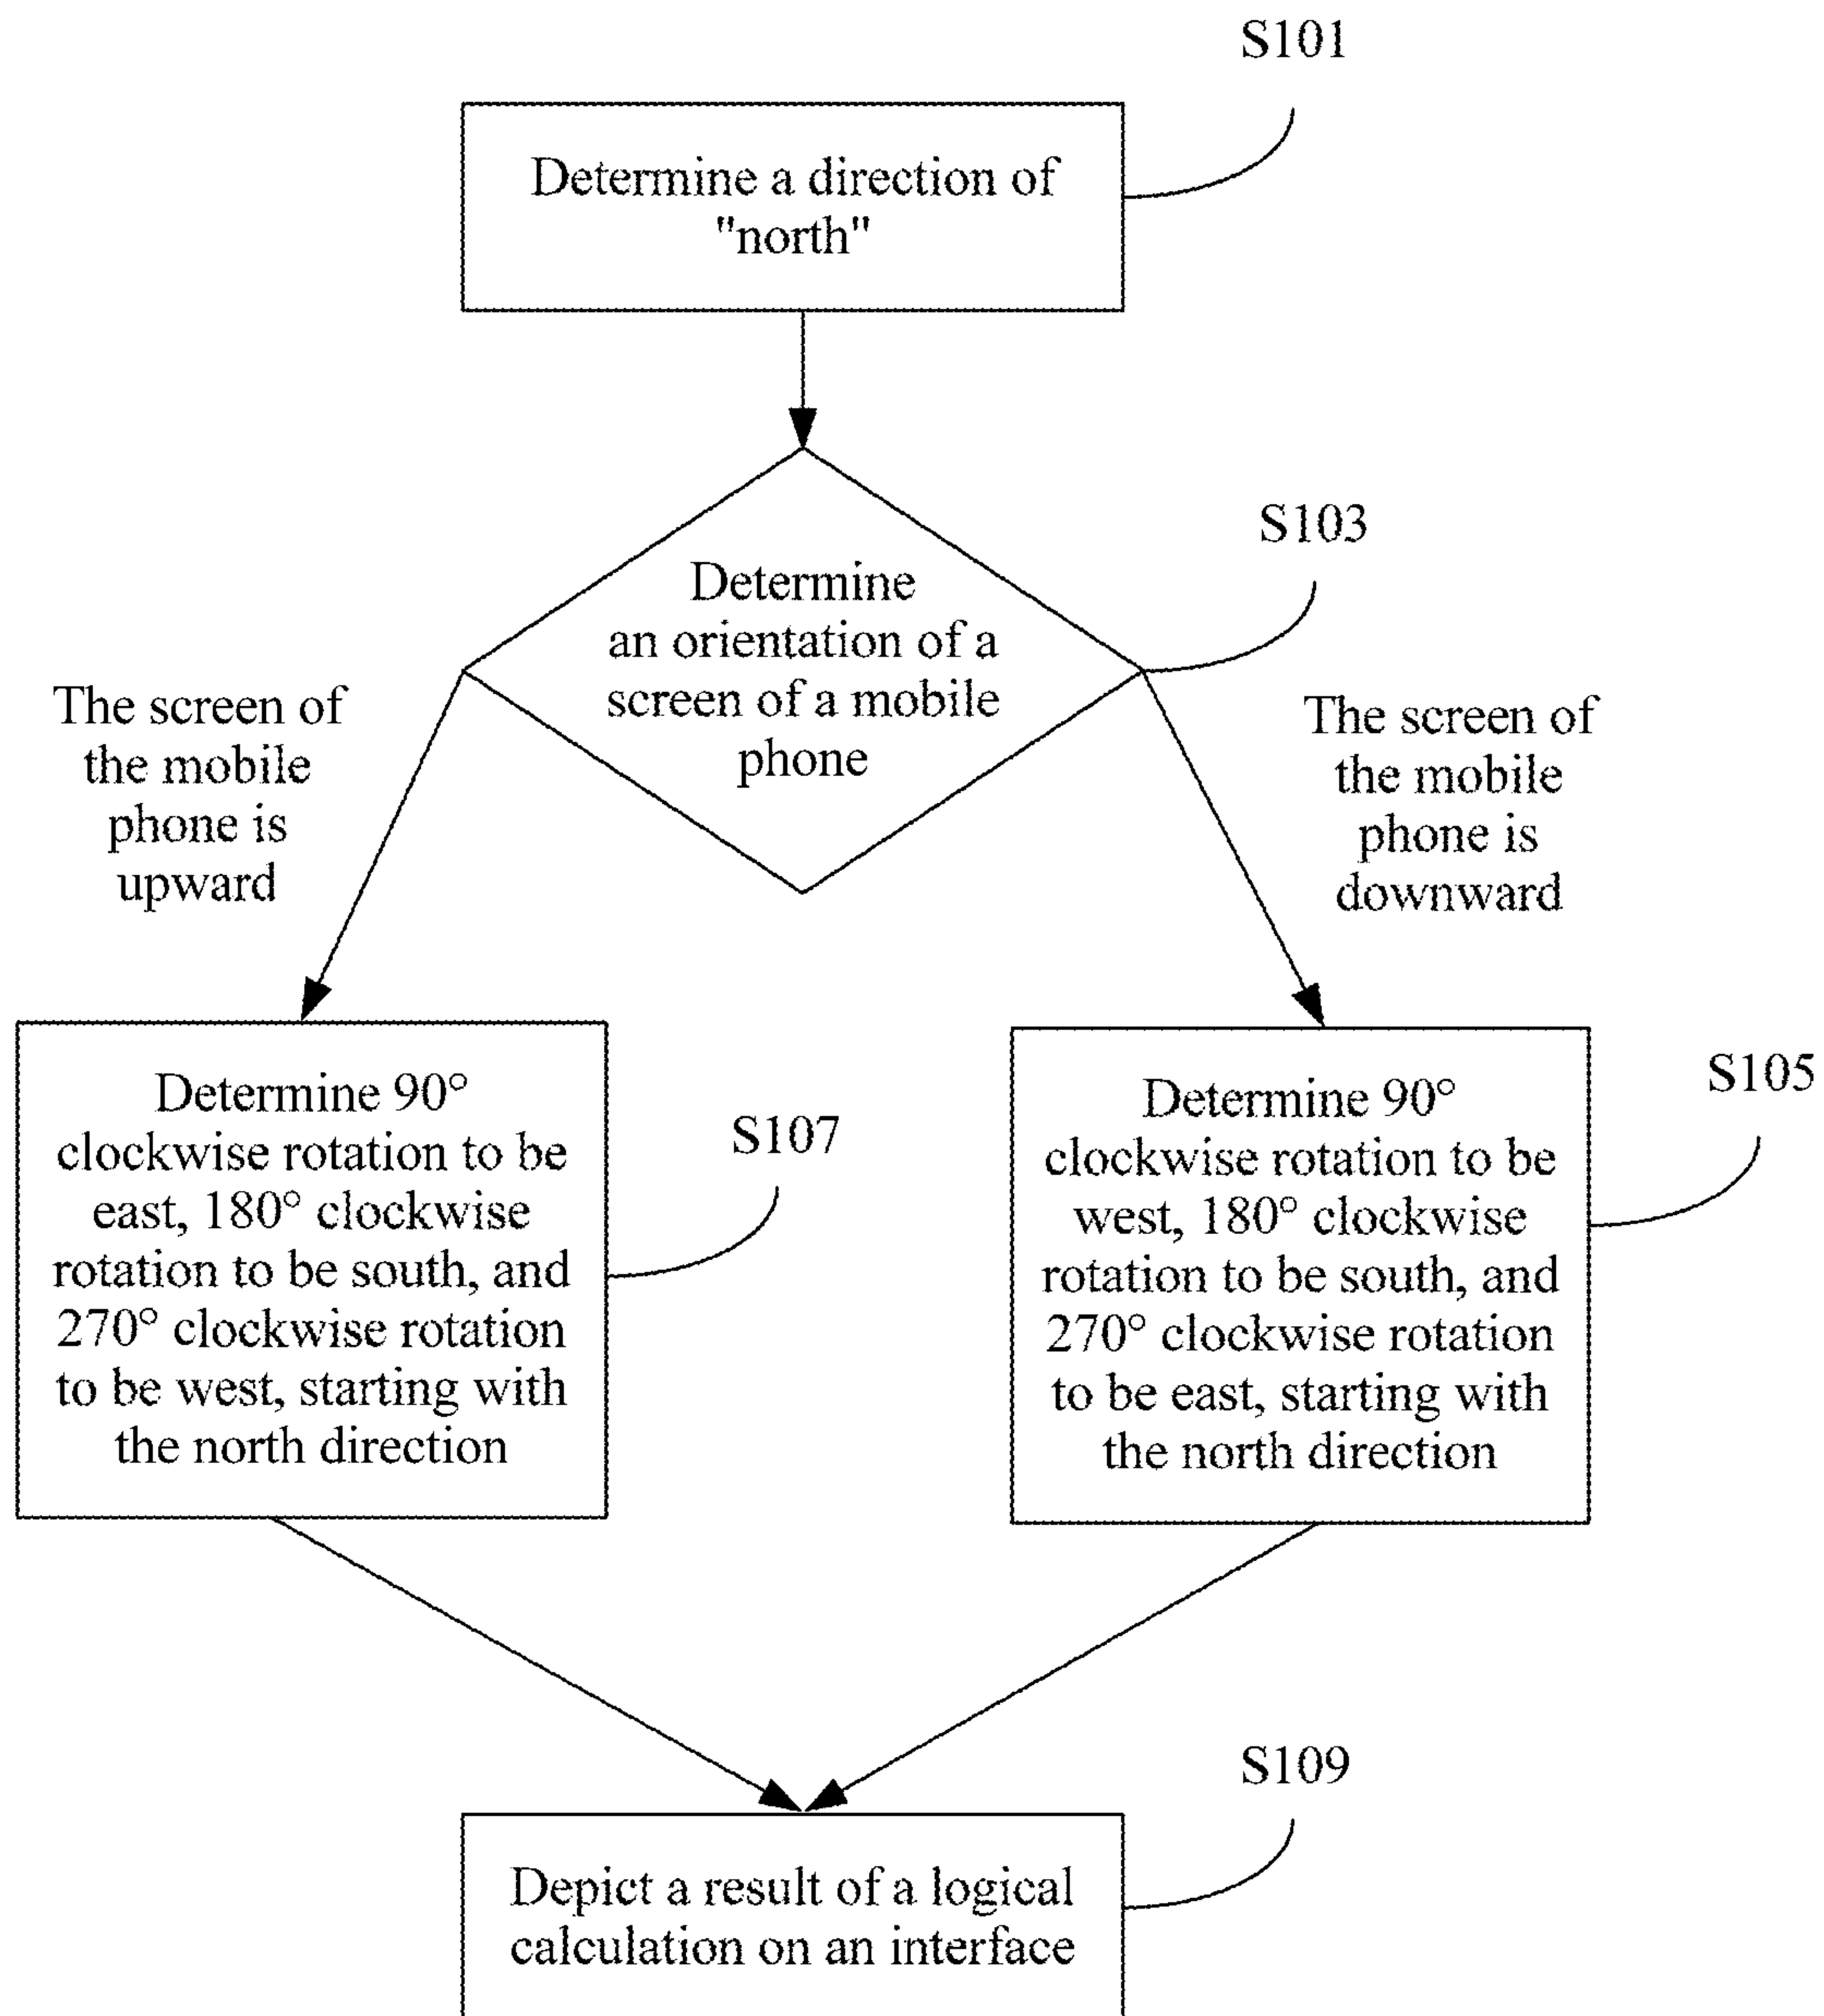 S101
Determine a direction of
"north"
S103
Determine
an orientation of a
screen of a mobile
phone
The screen of
the mobile
phone is
upward
The screen of
the mobile
phone is
downward
Determine 90°
clockwise rotation to be
east, 180° clockwise
rotation to be south, and
270° clockwise rotation
to be west, starting with
the north direction
S107
Determine 90°
clockwise rotation to be
west, 180° clockwise
rotation to be south, and
270° clockwise rotation
to be east, starting with
the north direction
S105
S109
Depict a result of a logical
calculation on an interface